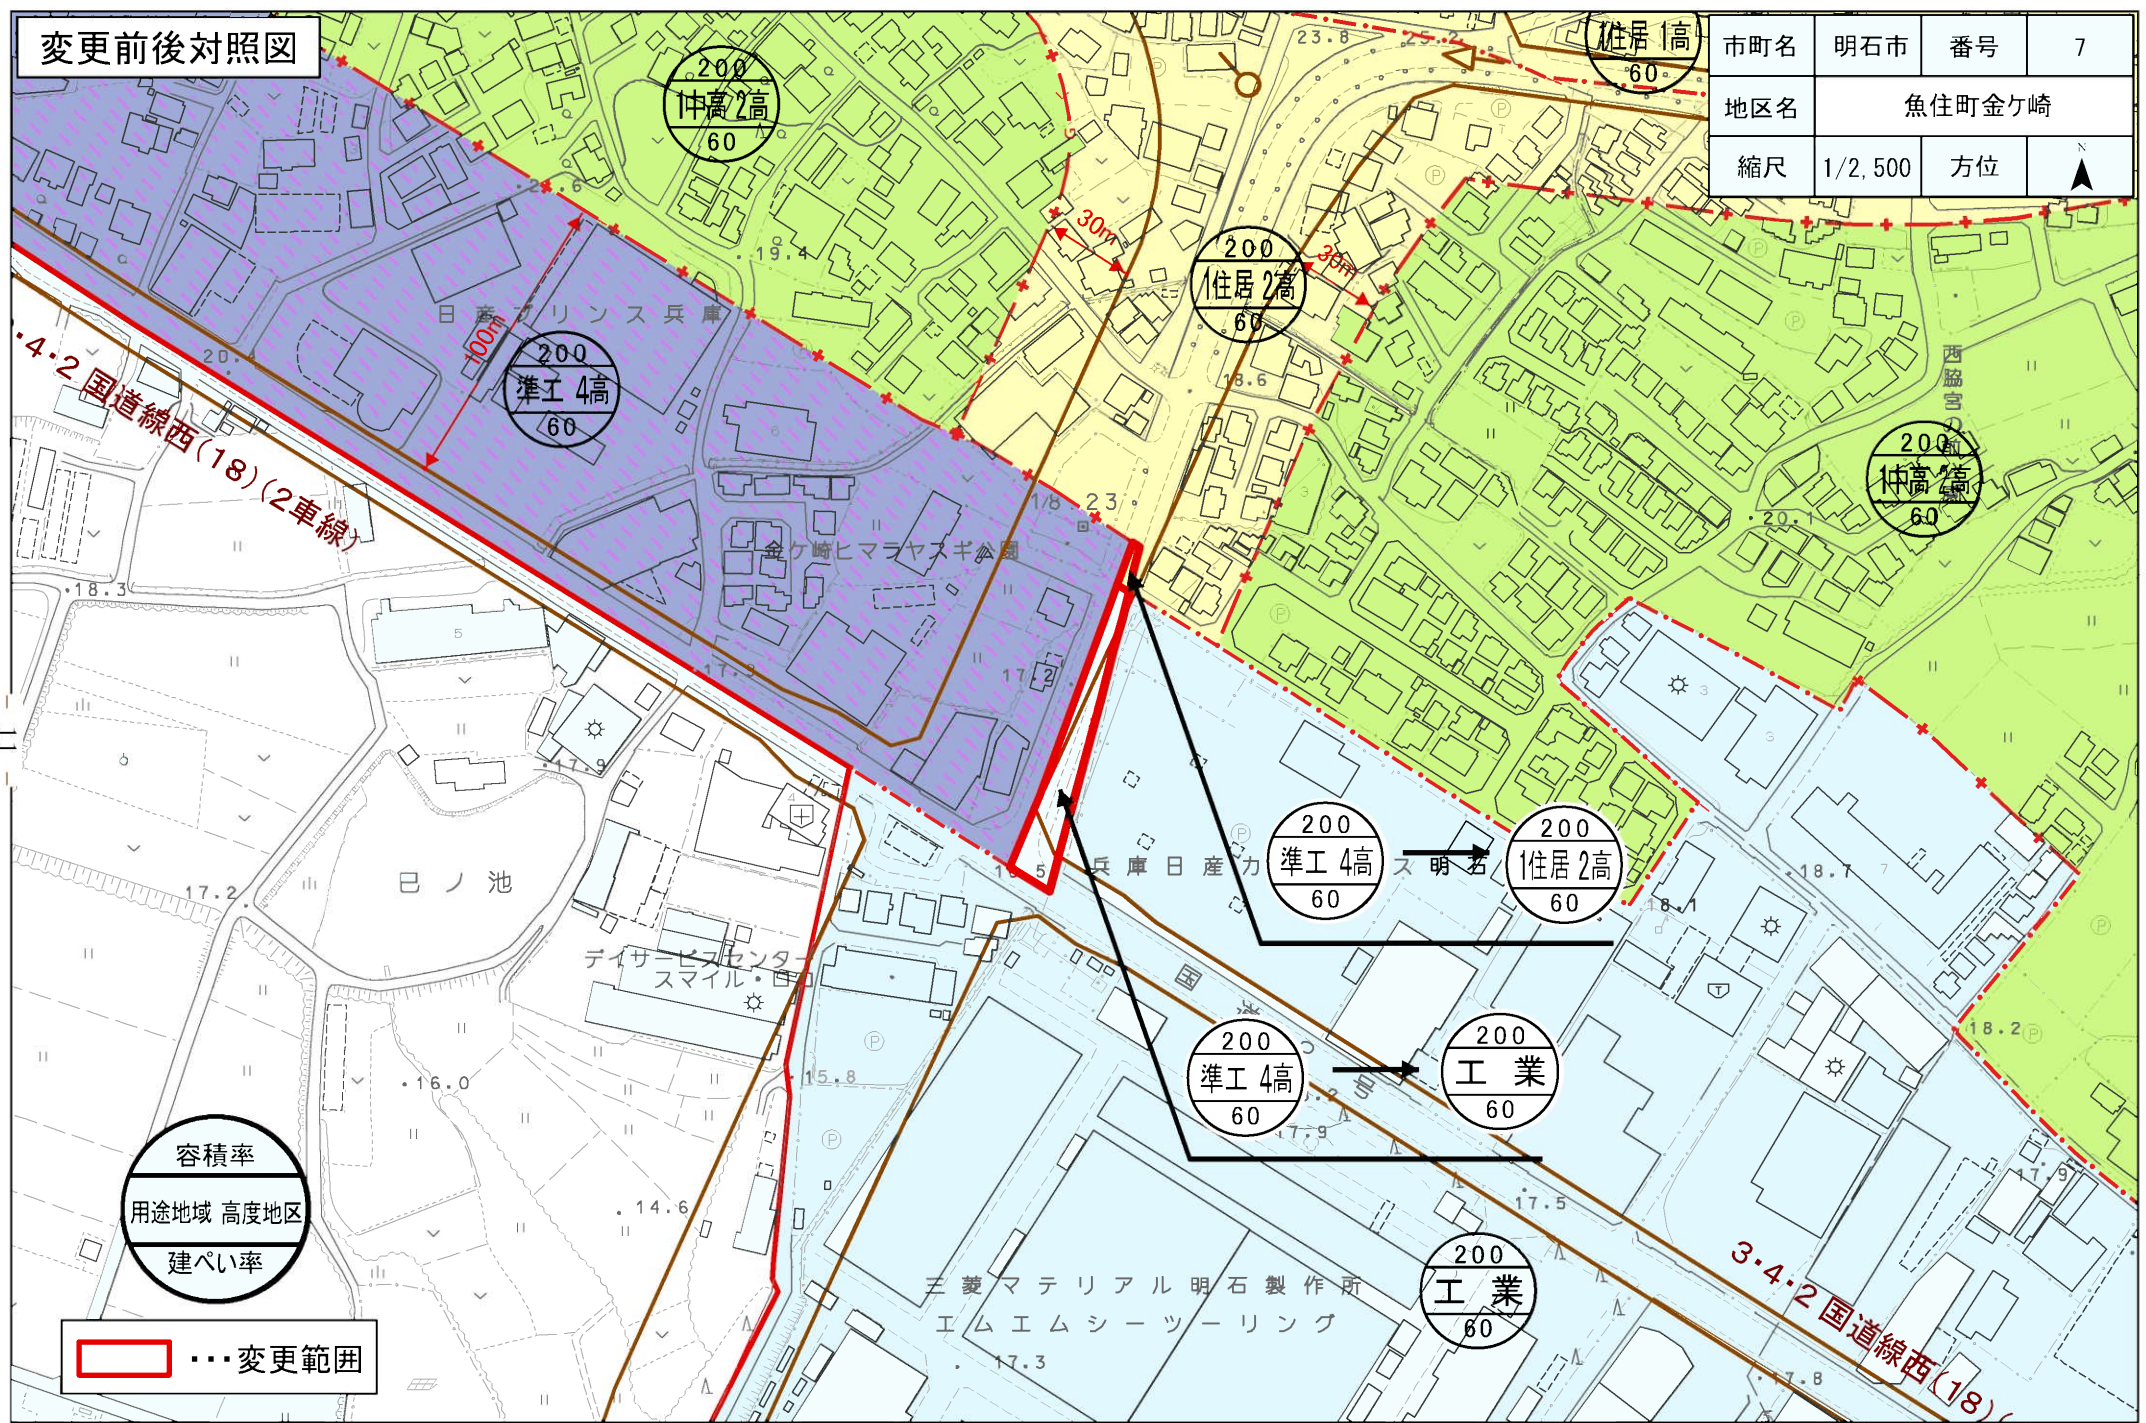 変更前後対照図
市町名 明石市 番号 7
地区名 魚住町金ケ崎
縮尺 1/2,500 方位 N
200
1中高 2高
60
1住居 1高
60
23.8
25.2
30m
30m
200
1住居 2高
60
19.4
日産プリンス兵庫
100m
200
準工 4高
60
20.4
・4・2 国道線西(18)(2車線)
18.6
西脇宮の前
200
1中高 2高
60
20.1
金ケ崎ヒマラヤスギ公園
18.3
17.2
17.9
17.2
巳ノ池
デイサービスセンター
スマイル・ロコ
兵庫日産
ス明石
200
準工 4高
60
200
1住居 2高
60
18.7
18.1
18.2
国
号
200
準工 4高
60
200
工業
60
16.0
15.8
17.9
17.9
14.6
17.5
容積率
用途地域 高度地区
建ぺい率
三菱マテリアル明石製作所
エムエムシーツーリング
17.3
200
工業
60
3・4・2 国道線西(18)(
17.8
・・・変更範囲
11